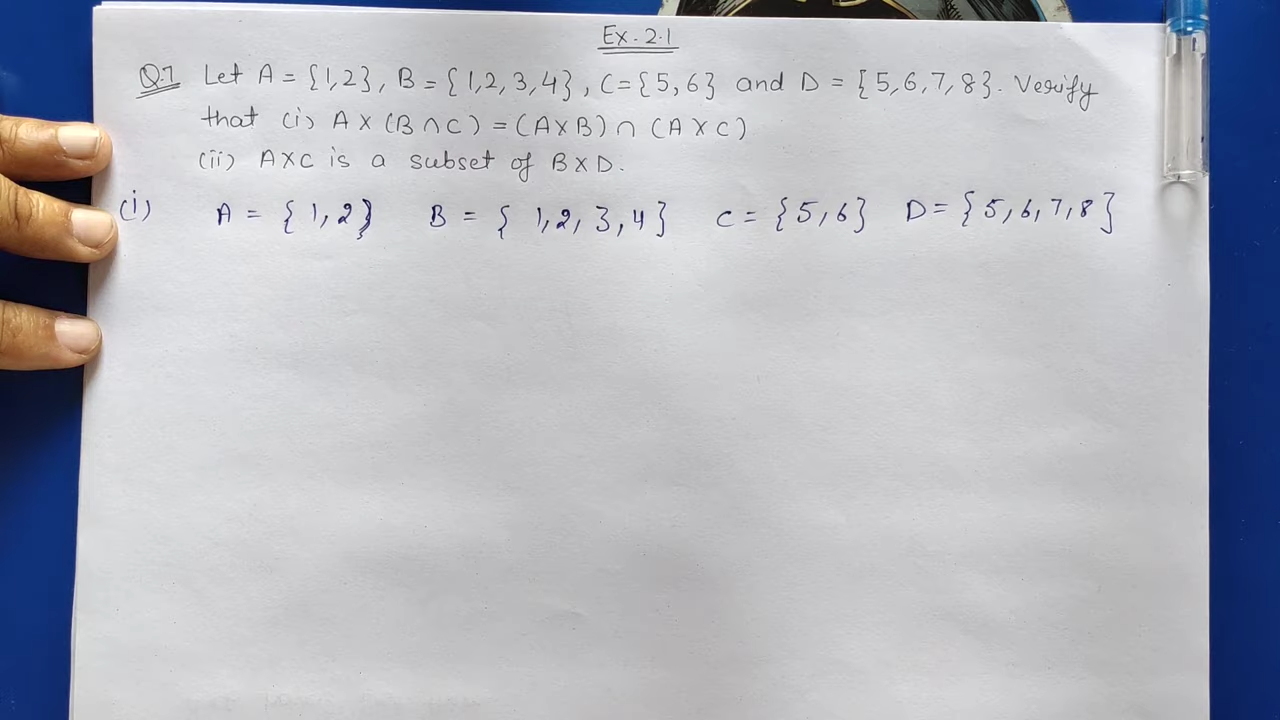 Ex. 2.1
Q.7 Let A = {1,2}, B = {1,2,3,4}, C={5,6} and D = {5,6,7,8}. Verify
that (i) A × (B ∩ C) = (A×B) ∩ (A × C)
(ii) A×C is a subset of B×D.
(i) A = {1,2} B = {1,2,3,4} C = {5,6} D = {5,6,7,8}